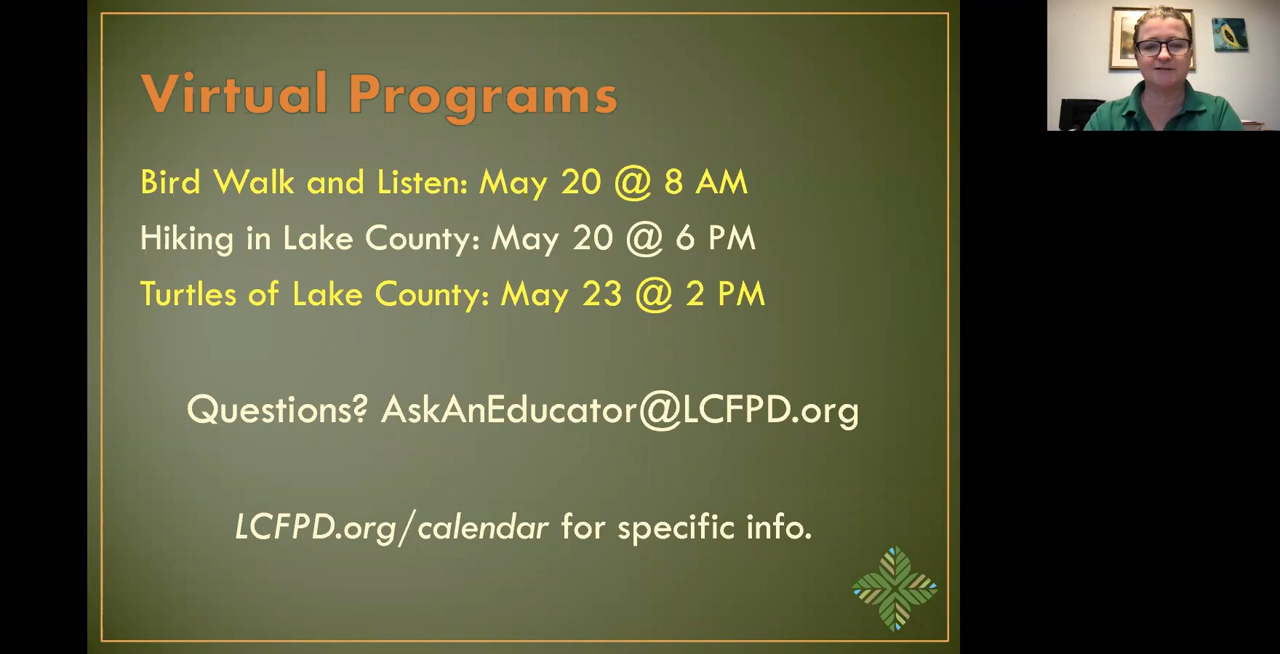 Virtual Programs
Bird Walk and Listen: May 20 @ 8 AM
Hiking in Lake County: May 20 @ 6 PM
Turtles of Lake County: May 23 @ 2 PM
Questions? AskAnEducator@LCFPD.org
LCFPD.org/calendar for specific info.